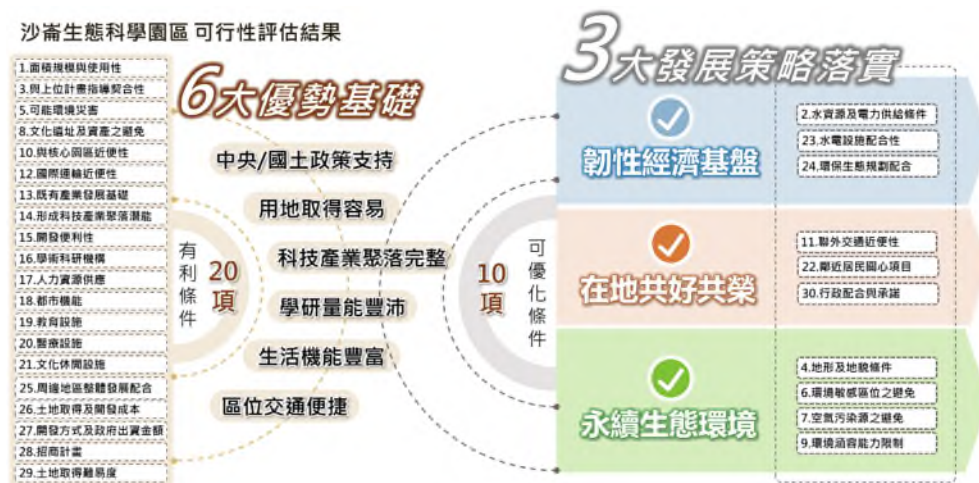 沙崙生態科學園區 可行性評估結果
1.面積規模與使用性
3.與上位計畫指導契合性
5.可能環境災害
8.文化遺址及資產之避免
10.與核心園區近便性
12.國際運輸近便性
13.既有產業發展基礎
14.形成科技產業聚落潛能
15.開發便利性
16.學術科研機構
17.人力資源供應
18.都市機能
19.教育設施
20.醫療設施
21.文化休閒設施
25.周邊地區整體發展配合
26.土地取得及開發成本
27.開發方式及政府出資金額
28.招商計畫
29.土地取得難易度
有利條件
20項
6大優勢基礎
中央/國土政策支持
用地取得容易
科技產業聚落完整
學研量能豐沛
生活機能豐富
區位交通便捷
10項
可優化條件
3大發展策略落實
韌性經濟基盤
2.水資源及電力供給條件
23.水電設施配合性
24.環保生態規劃配合
在地共好共榮
11.聯外交通近便性
22.鄰近居民關心項目
30.行政配合與承諾
永續生態環境
4.地形及地貌條件
6.環境敏感區位之避免
7.空氣污染源之避免
9.環境涵容能力限制